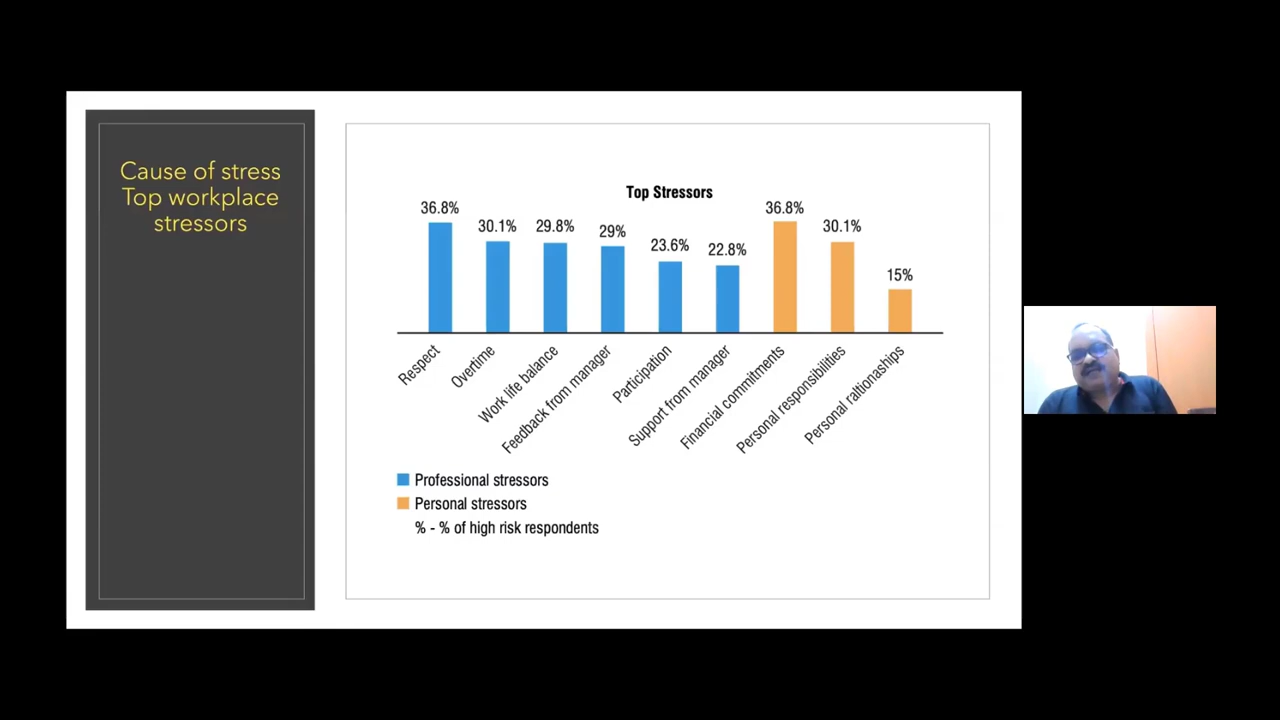 Cause of stress
Top workplace
stressors
Top Stressors
36.8%
30.1%
29.8%
29%
23.6%
22.8%
36.8%
30.1%
15%
Respect
Overtime
Work life balance
Feedback from manager
Participation
Support from manager
Financial commitments
Personal responsibilities
Personal raltionaships
Professional stressors
Personal stressors
% - % of high risk respondents